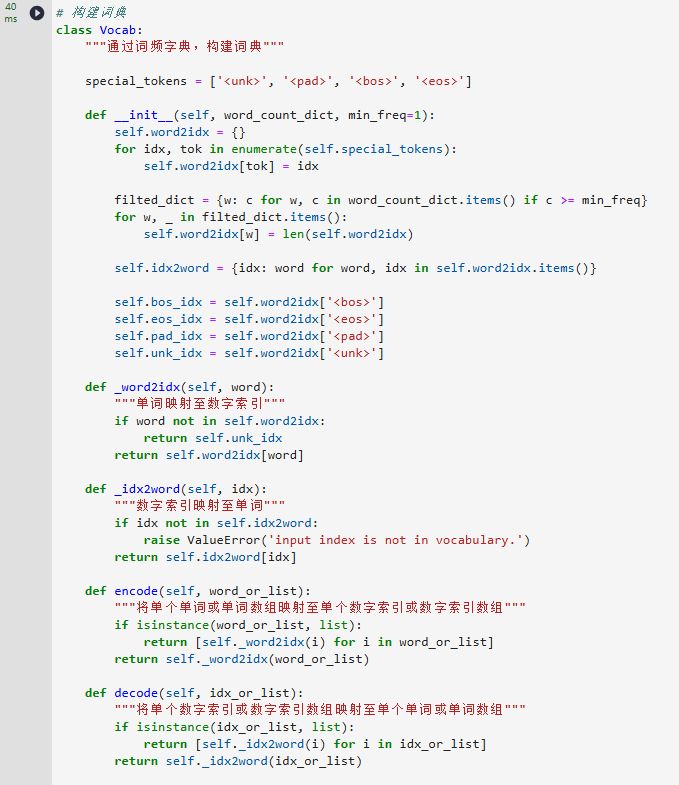 40
ms
# 构建词典
class Vocab:
    """通过词频字典，构建词典"""

    special_tokens = ['<unk>', '<pad>', '<bos>', '<eos>']

    def __init__(self, word_count_dict, min_freq=1):
        self.word2idx = {}
        for idx, tok in enumerate(self.special_tokens):
            self.word2idx[tok] = idx

        filted_dict = {w: c for w, c in word_count_dict.items() if c >= min_freq}
        for w, _ in filted_dict.items():
            self.word2idx[w] = len(self.word2idx)

        self.idx2word = {idx: word for word, idx in self.word2idx.items()}

        self.bos_idx = self.word2idx['<bos>']
        self.eos_idx = self.word2idx['<eos>']
        self.pad_idx = self.word2idx['<pad>']
        self.unk_idx = self.word2idx['<unk>']

    def _word2idx(self, word):
        """单词映射至数字索引"""
        if word not in self.word2idx:
            return self.unk_idx
        return self.word2idx[word]

    def _idx2word(self, idx):
        """数字索引映射至单词"""
        if idx not in self.idx2word:
            raise ValueError('input index is not in vocabulary.')
        return self.idx2word[idx]

    def encode(self, word_or_list):
        """将单个单词或单词数组映射至单个数字索引或数字索引数组"""
        if isinstance(word_or_list, list):
            return [self._word2idx(i) for i in word_or_list]
        return self._word2idx(word_or_list)

    def decode(self, idx_or_list):
        """将单个数字索引或数字索引数组映射至单个单词或单词数组"""
        if isinstance(idx_or_list, list):
            return [self._idx2word(i) for i in idx_or_list]
        return self._idx2word(idx_or_list)